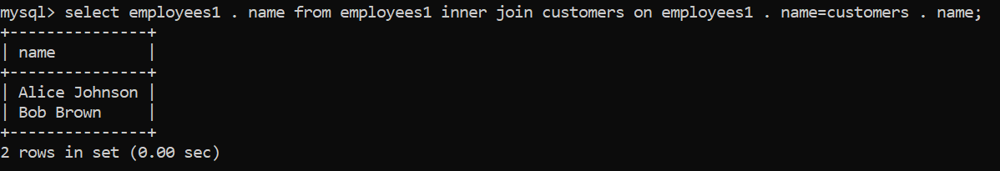 mysql> select employees1 . name from employees1 inner join customers on employees1 . name=customers . name;
+---------------+
| name          |
+---------------+
| Alice Johnson |
| Bob Brown     |
+---------------+
2 rows in set (0.00 sec)